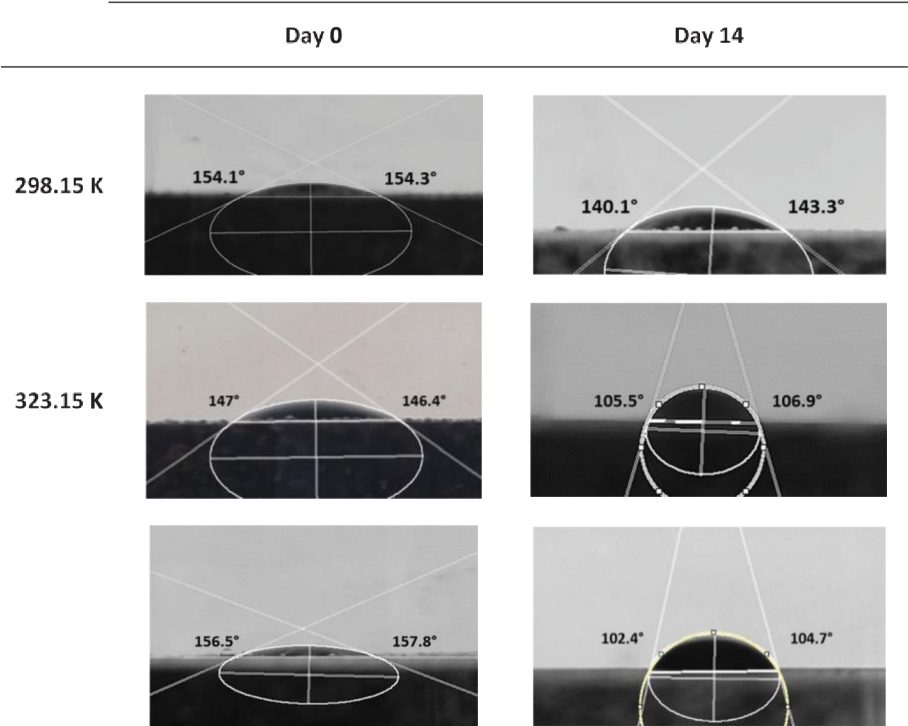 Day 0 Day 14
298.15 K
154.1° 154.3° 140.1° 143.3°
323.15 K
147° 146.4° 105.5° 106.9°
156.5° 157.8° 102.4° 104.7°